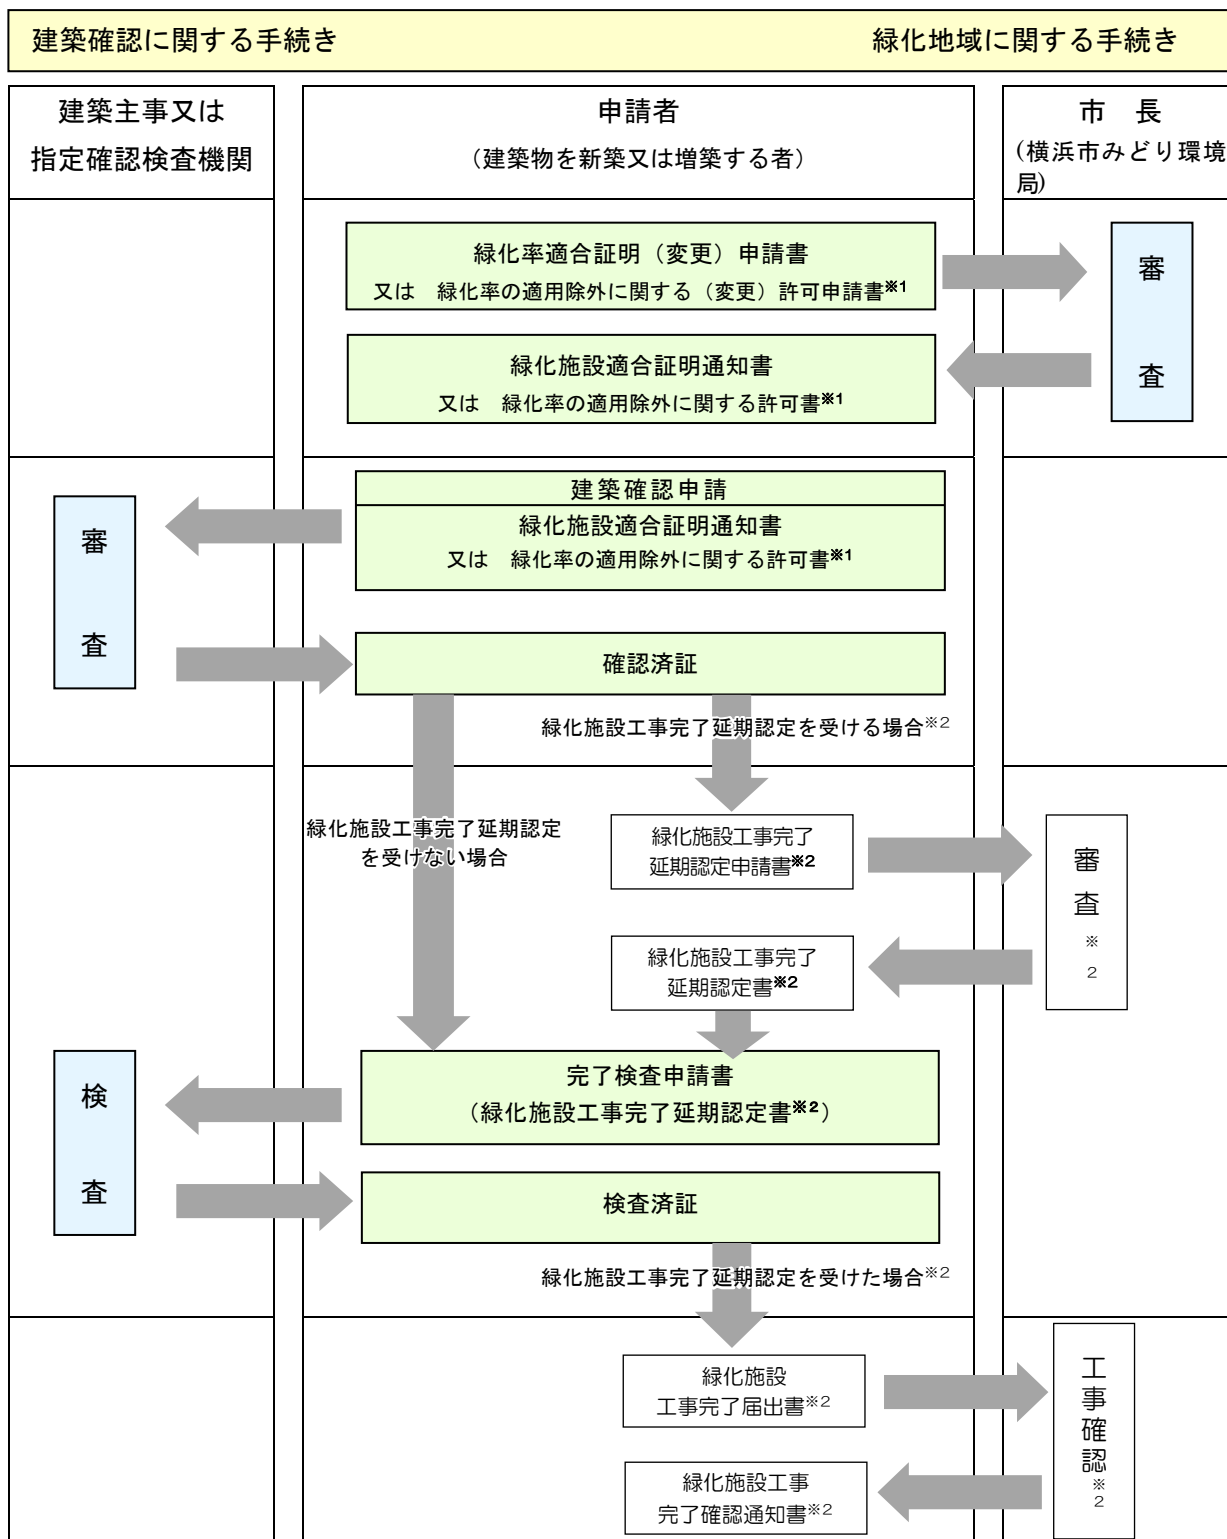 建築確認に関する手続き
緑化地域に関する手続き
建築主事又は
指定確認検査機関
申請者
（建築物を新築又は増築する者）
市　長
(横浜市みどり環境
局)
緑化率適合証明（変更）申請書
又は　緑化率の適用除外に関する（変更）許可申請書※1
審
査
緑化施設適合証明通知書
又は　緑化率の適用除外に関する許可書※1
建築確認申請
緑化施設適合証明通知書
又は　緑化率の適用除外に関する許可書※1
審
査
確認済証
緑化施設工事完了延期認定を受ける場合※2
緑化施設工事完了延期認定
を受けない場合
緑化施設工事完了
延期認定申請書※2
審査※2
緑化施設工事完了
延期認定書※2
完了検査申請書
（緑化施設工事完了延期認定書※2）
検
査
検査済証
緑化施設工事完了延期認定を受けた場合※2
緑化施設
工事完了届出書※2
工事確認※2
緑化施設工事
完了確認通知書※2